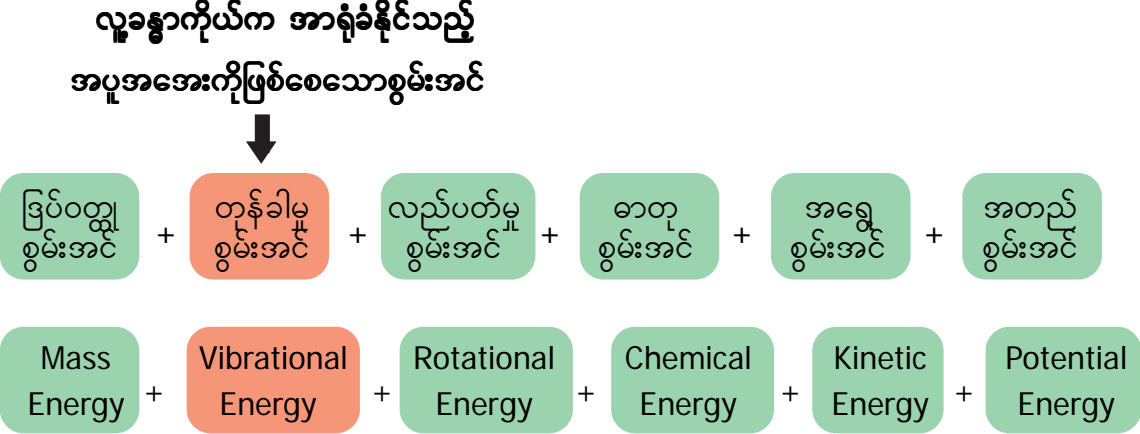 လူ့ခန္ဓာကိုယ်က အာရုံခံနိုင်သည့်
အပူအအေးကိုဖြစ်စေသောစွမ်းအင်
ဒြပ်ဝတ္ထု
စွမ်းအင်
+
တုန်ခါမှု
စွမ်းအင်
+
လည်ပတ်မှု
စွမ်းအင်
+
ဓာတု
စွမ်းအင်
+
အရွေ့
စွမ်းအင်
+
အတည်
စွမ်းအင်
Mass
Energy
+
Vibrational
Energy
+
Rotational
Energy
+
Chemical
Energy
+
Kinetic
Energy
+
Potential
Energy